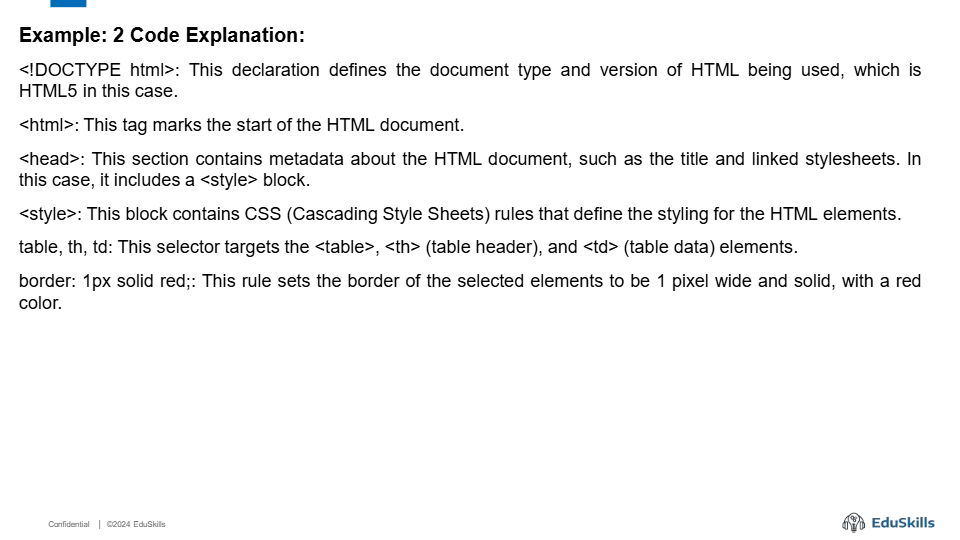 Example: 2 Code Explanation:
<!DOCTYPE html>: This declaration defines the document type and version of HTML being used, which is
HTML5 in this case.
<html>: This tag marks the start of the HTML document.
<head>: This section contains metadata about the HTML document, such as the title and linked stylesheets. In
this case, it includes a <style> block.
<style>: This block contains CSS (Cascading Style Sheets) rules that define the styling for the HTML elements.
table, th, td: This selector targets the <table>, <th> (table header), and <td> (table data) elements.
border: 1px solid red;: This rule sets the border of the selected elements to be 1 pixel wide and solid, with a red
color.
Confidential | ©2024 EduSkills
EduSkills